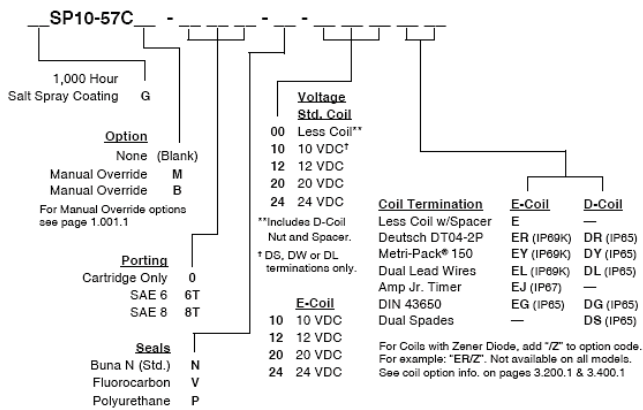 __SP10-57C__ - ____ - __ - ____ __
1,000 Hour
Salt Spray Coating G
Option
None (Blank)
Manual Override M
Manual Override B
For Manual Override options
see page 1.001.1
Porting
Cartridge Only 0
SAE 6 6T
SAE 8 8T
Seals
Buna N (Std.) N
Fluorocarbon V
Polyurethane P
Voltage
Std. Coil
00 Less Coil**
10 10 VDC†
12 12 VDC
20 20 VDC
24 24 VDC
**Includes D-Coil
Nut and Spacer.
† DS, DW or DL
terminations only.
E-Coil
10 10 VDC
12 12 VDC
20 20 VDC
24 24 VDC
Coil Termination E-Coil D-Coil
Less Coil w/Spacer E —
Deutsch DT04-2P ER (IP69K) DR (IP65)
Metri-Pack® 150 EY (IP69K) DY (IP65)
Dual Lead Wires EL (IP69K) DL (IP65)
Amp Jr. Timer EJ (IP67) —
DIN 43650 EG (IP65) DG (IP65)
Dual Spades — DS (IP65)
For Coils with Zener Diode, add "/Z" to option code.
For example: "ER/Z". Not available on all models.
See coil option info. on pages 3.200.1 & 3.400.1